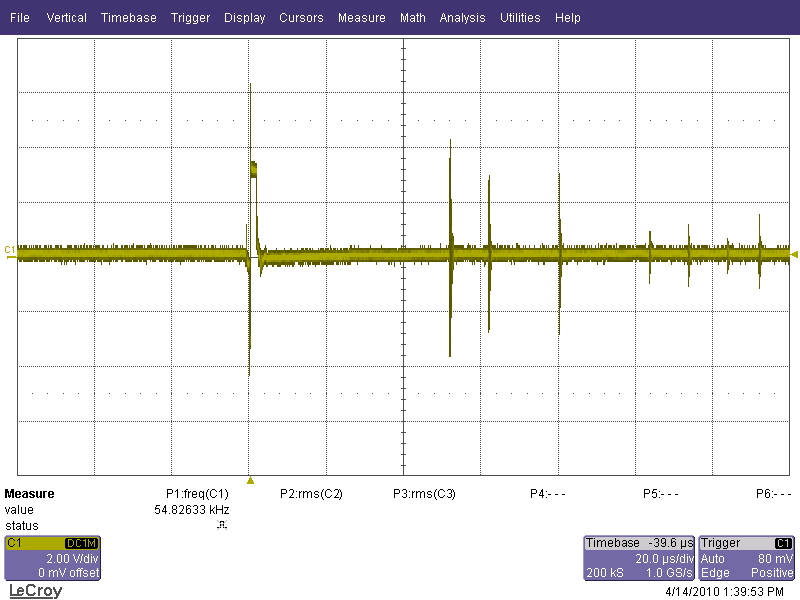 File Vertical Timebase Trigger Display Cursors Measure Math Analysis Utilities Help
C1
Measure P1:freq(C1) P2:rms(C2) P3:rms(C3) P4:- - - P5:- - - P6:- - -
value 54.82633 kHz
status
C1 DC1M
2.00 V/div
0 mV offset
Timebase -39.6 µs
20.0 µs/div
200 kS 1.0 GS/s
Trigger C1
Auto 80 mV
Edge Positive
LeCroy
4/14/2010 1:39:53 PM